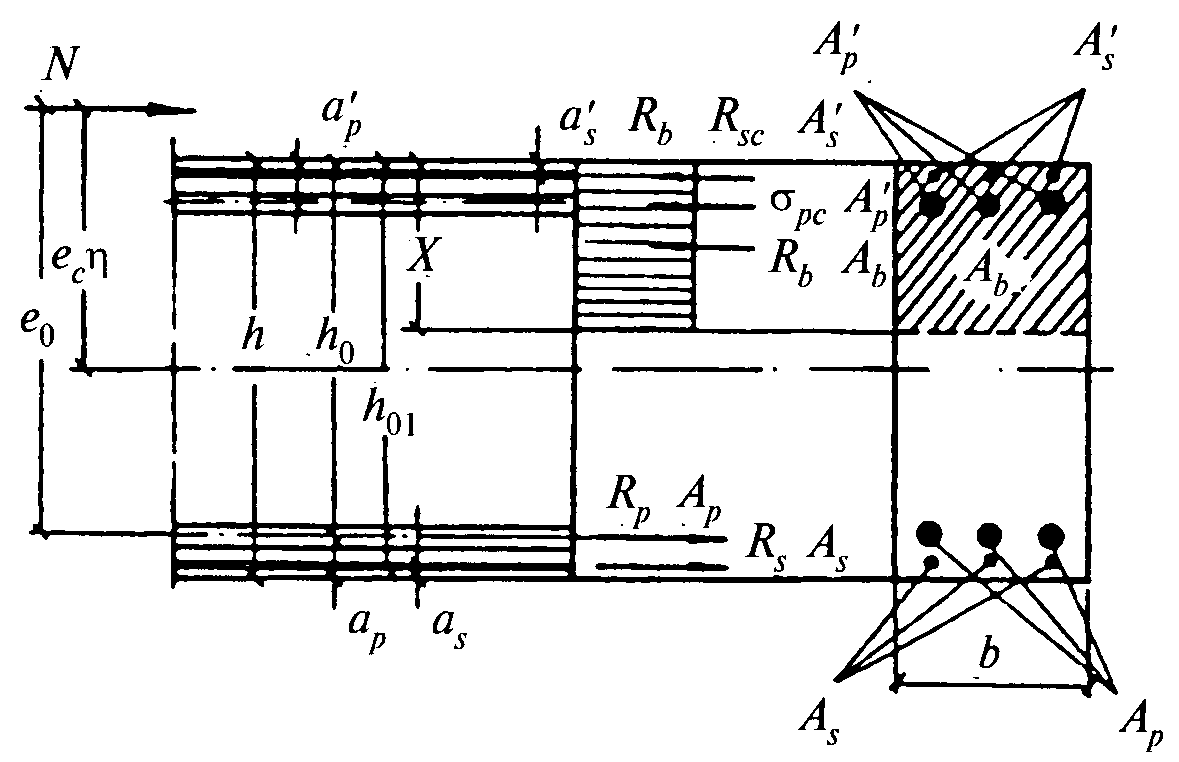 A′p A′s
N
a′p a′s Rb Rsc A′s
σpc A′p
ecη X Rb Ab Ab
e0 h h0
h01
Rp Ap
Rs As
ap as
b
As Ap